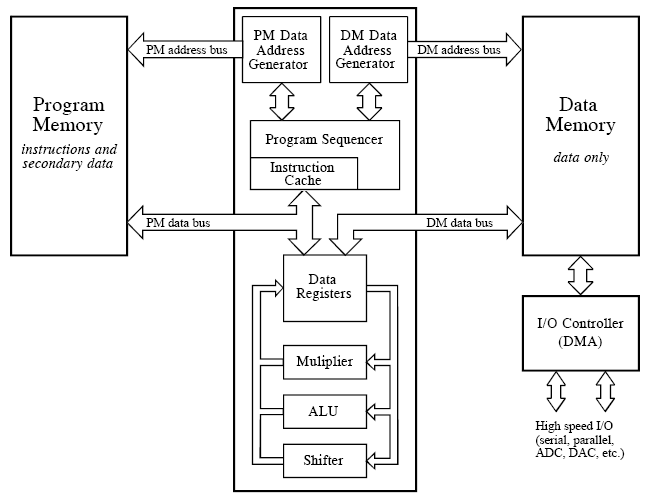 PM Data
Address
Generator
DM Data
Address
Generator
PM address bus
DM address bus
Program
Memory
instructions and
secondary data
Data
Memory
data only
Program Sequencer
Instruction
Cache
PM data bus
DM data bus
Data
Registers
Muliplier
ALU
Shifter
I/O Controller
(DMA)
High speed I/O
(serial, parallel,
ADC, DAC, etc.)